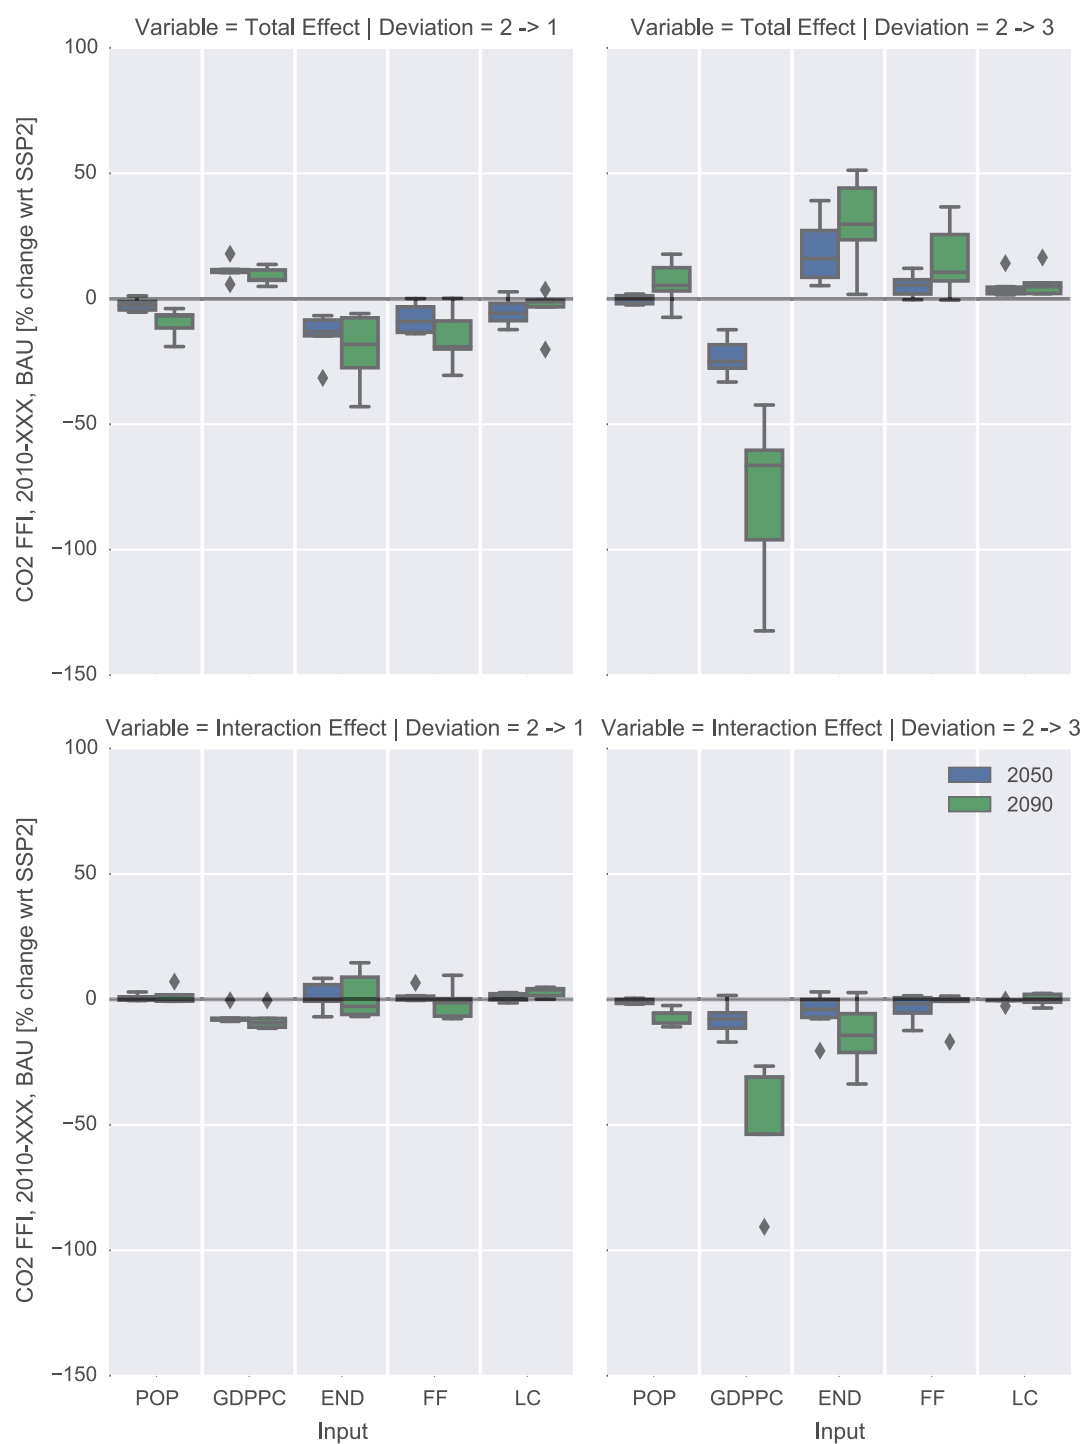 Variable = Total Effect | Deviation = 2 -> 1
Variable = Total Effect | Deviation = 2 -> 3
CO2 FFI, 2010-XXX, BAU [% change wrt SSP2]
100
50
0
−50
−100
−150
Variable = Interaction Effect | Deviation = 2 -> 1
Variable = Interaction Effect | Deviation = 2 -> 3
CO2 FFI, 2010-XXX, BAU [% change wrt SSP2]
100
50
0
−50
−100
−150
2050
2090
POP GDPPC END FF LC
Input
POP GDPPC END FF LC
Input